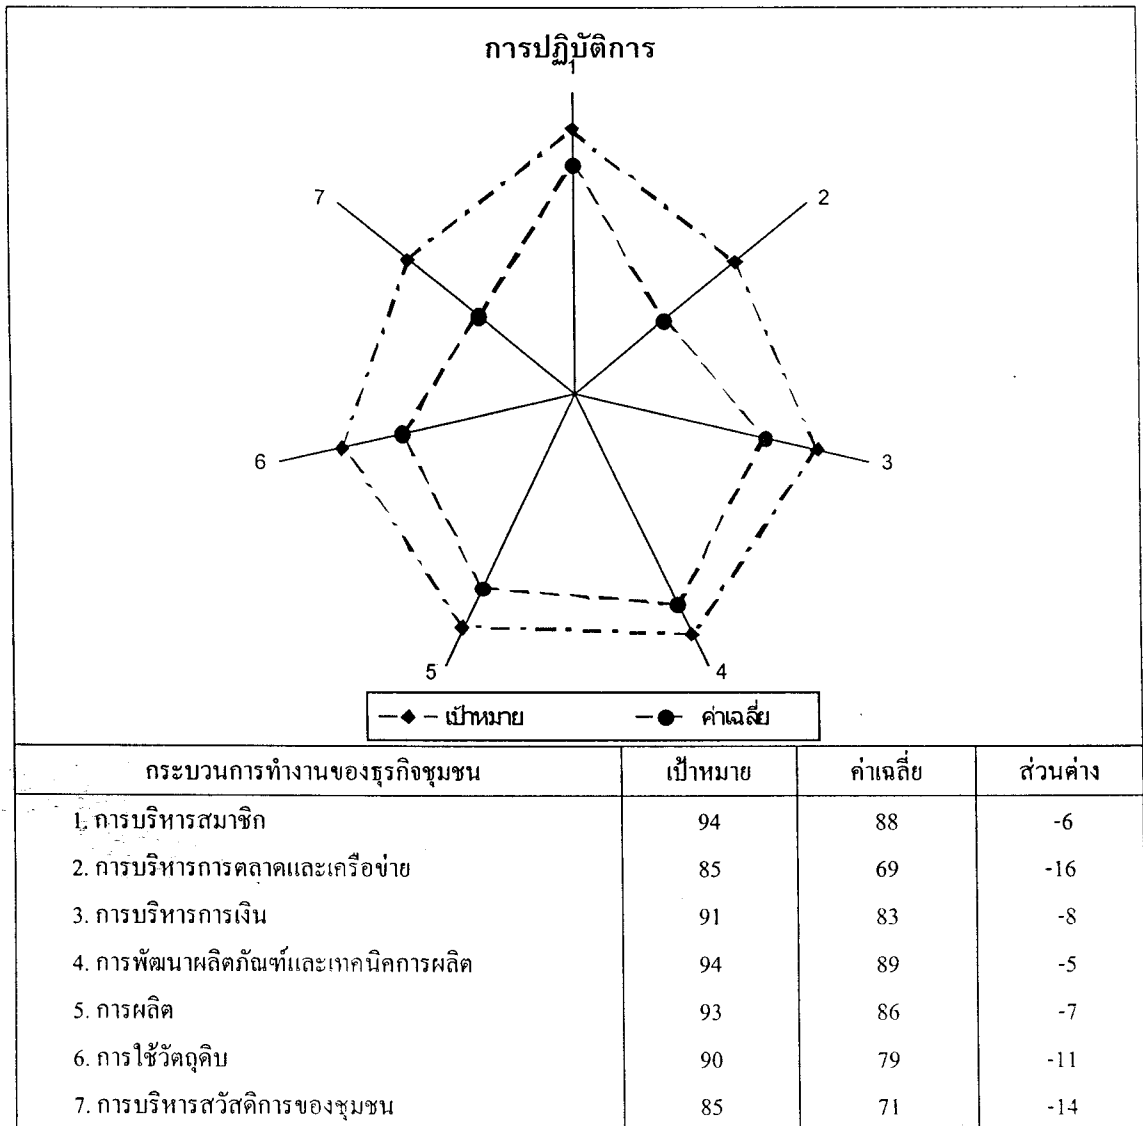 การปฏิบัติการ
1
7
2
6
3
5
4
เป้าหมาย ค่าเฉลี่ย
กระบวนการทำงานของธุรกิจชุมชน เป้าหมาย ค่าเฉลี่ย ส่วนต่าง
1. การบริหารสมาชิก 94 88 -6
2. การบริหารการตลาดและเครือข่าย 85 69 -16
3. การบริหารการเงิน 91 83 -8
4. การพัฒนาผลิตภัณฑ์และเทคนิคการผลิต 94 89 -5
5. การผลิต 93 86 -7
6. การใช้วัตถุดิบ 90 79 -11
7. การบริหารสวัสดิการของชุมชน 85 71 -14